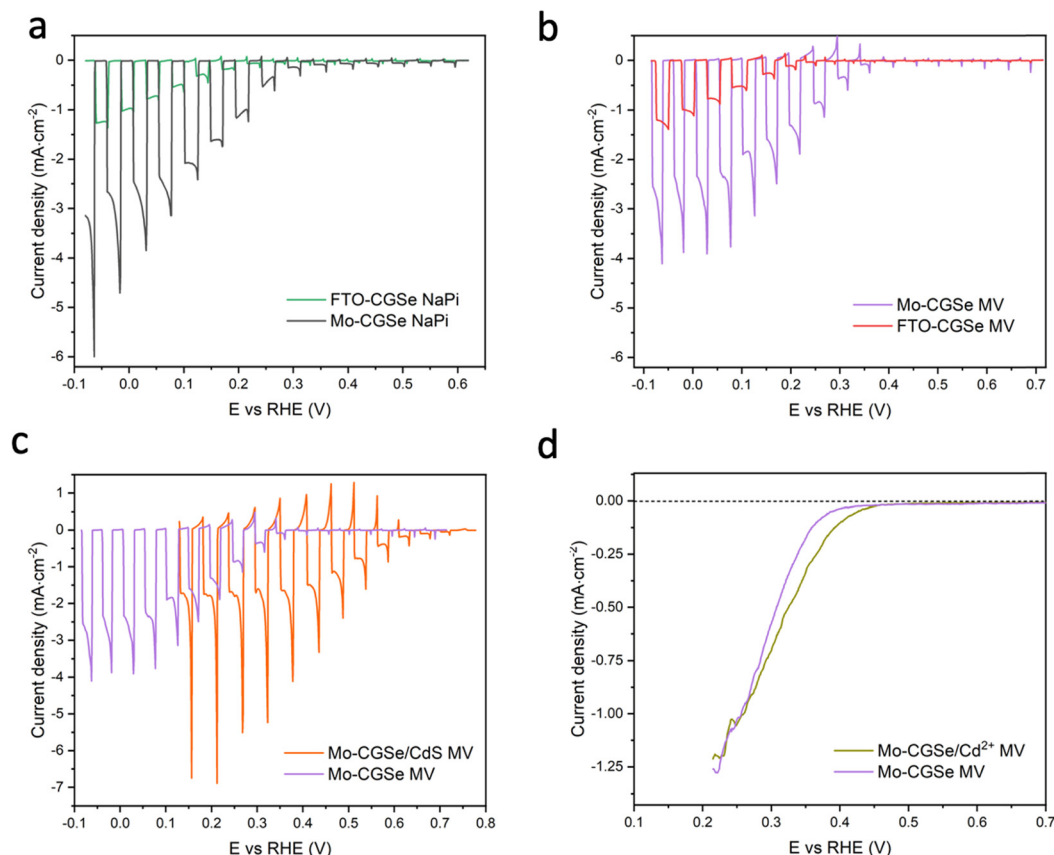 a
0
-1
-2
-3
-4
-5
-6
Current density (mA·cm⁻²)
FTO-CGSe NaPi
Mo-CGSe NaPi
-0.1 0.0 0.1 0.2 0.3 0.4 0.5 0.6
E vs RHE (V)
b
0
-1
-2
-3
-4
-5
-6
Current density (mA·cm⁻²)
Mo-CGSe MV
FTO-CGSe MV
-0.1 0.0 0.1 0.2 0.3 0.4 0.5 0.6 0.7
E vs RHE (V)
c
1
0
-1
-2
-3
-4
-5
-6
-7
Current density (mA·cm⁻²)
Mo-CGSe/CdS MV
Mo-CGSe MV
-0.1 0.0 0.1 0.2 0.3 0.4 0.5 0.6 0.7 0.8
E vs RHE (V)
d
0.00
-0.25
-0.50
-0.75
-1.00
-1.25
Current density (mA·cm⁻²)
Mo-CGSe/Cd²⁺ MV
Mo-CGSe MV
0.1 0.2 0.3 0.4 0.5 0.6 0.7
E vs RHE (V)